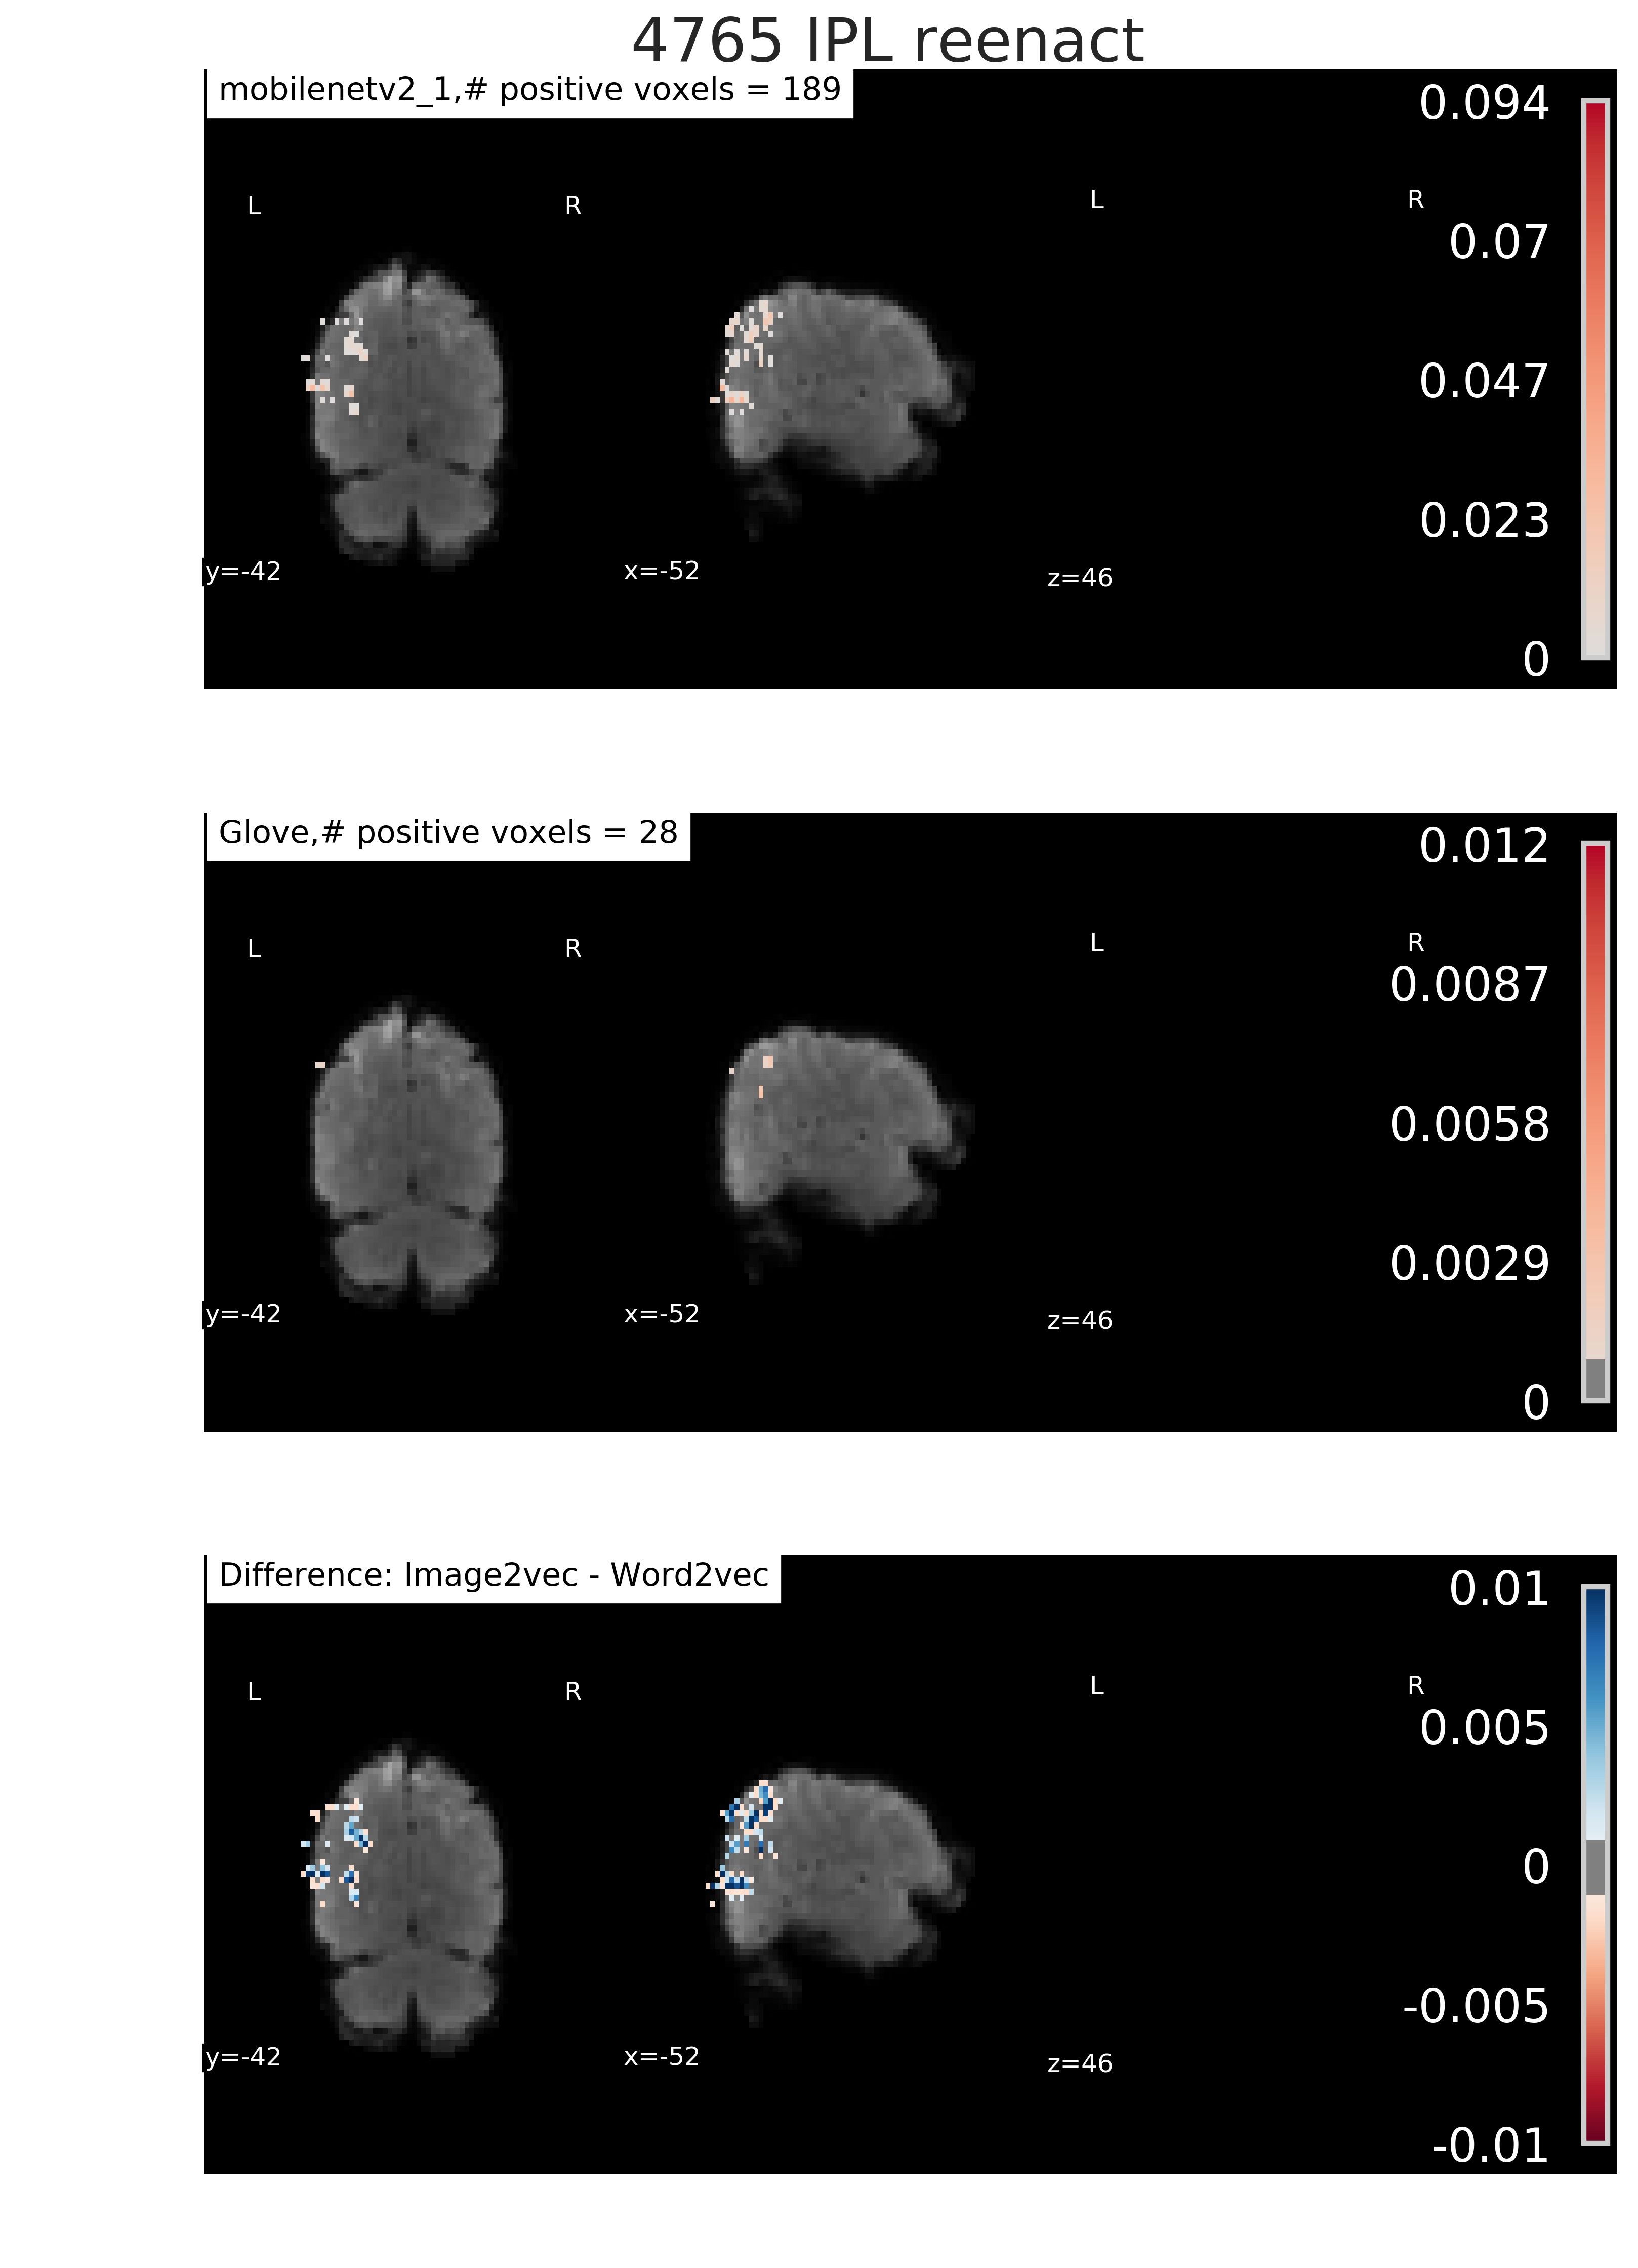 4765 IPL reenact
mobilenetv2_1,# positive voxels = 189
0.094
L R L R
0.07
0.047
0.023
y=-42 x=-52 z=46
0
Glove,# positive voxels = 28
0.012
L R L R
0.0087
0.0058
0.0029
y=-42 x=-52 z=46
0
Difference: Image2vec - Word2vec
0.01
L R L R
0.005
0
-0.005
y=-42 x=-52 z=46
-0.01